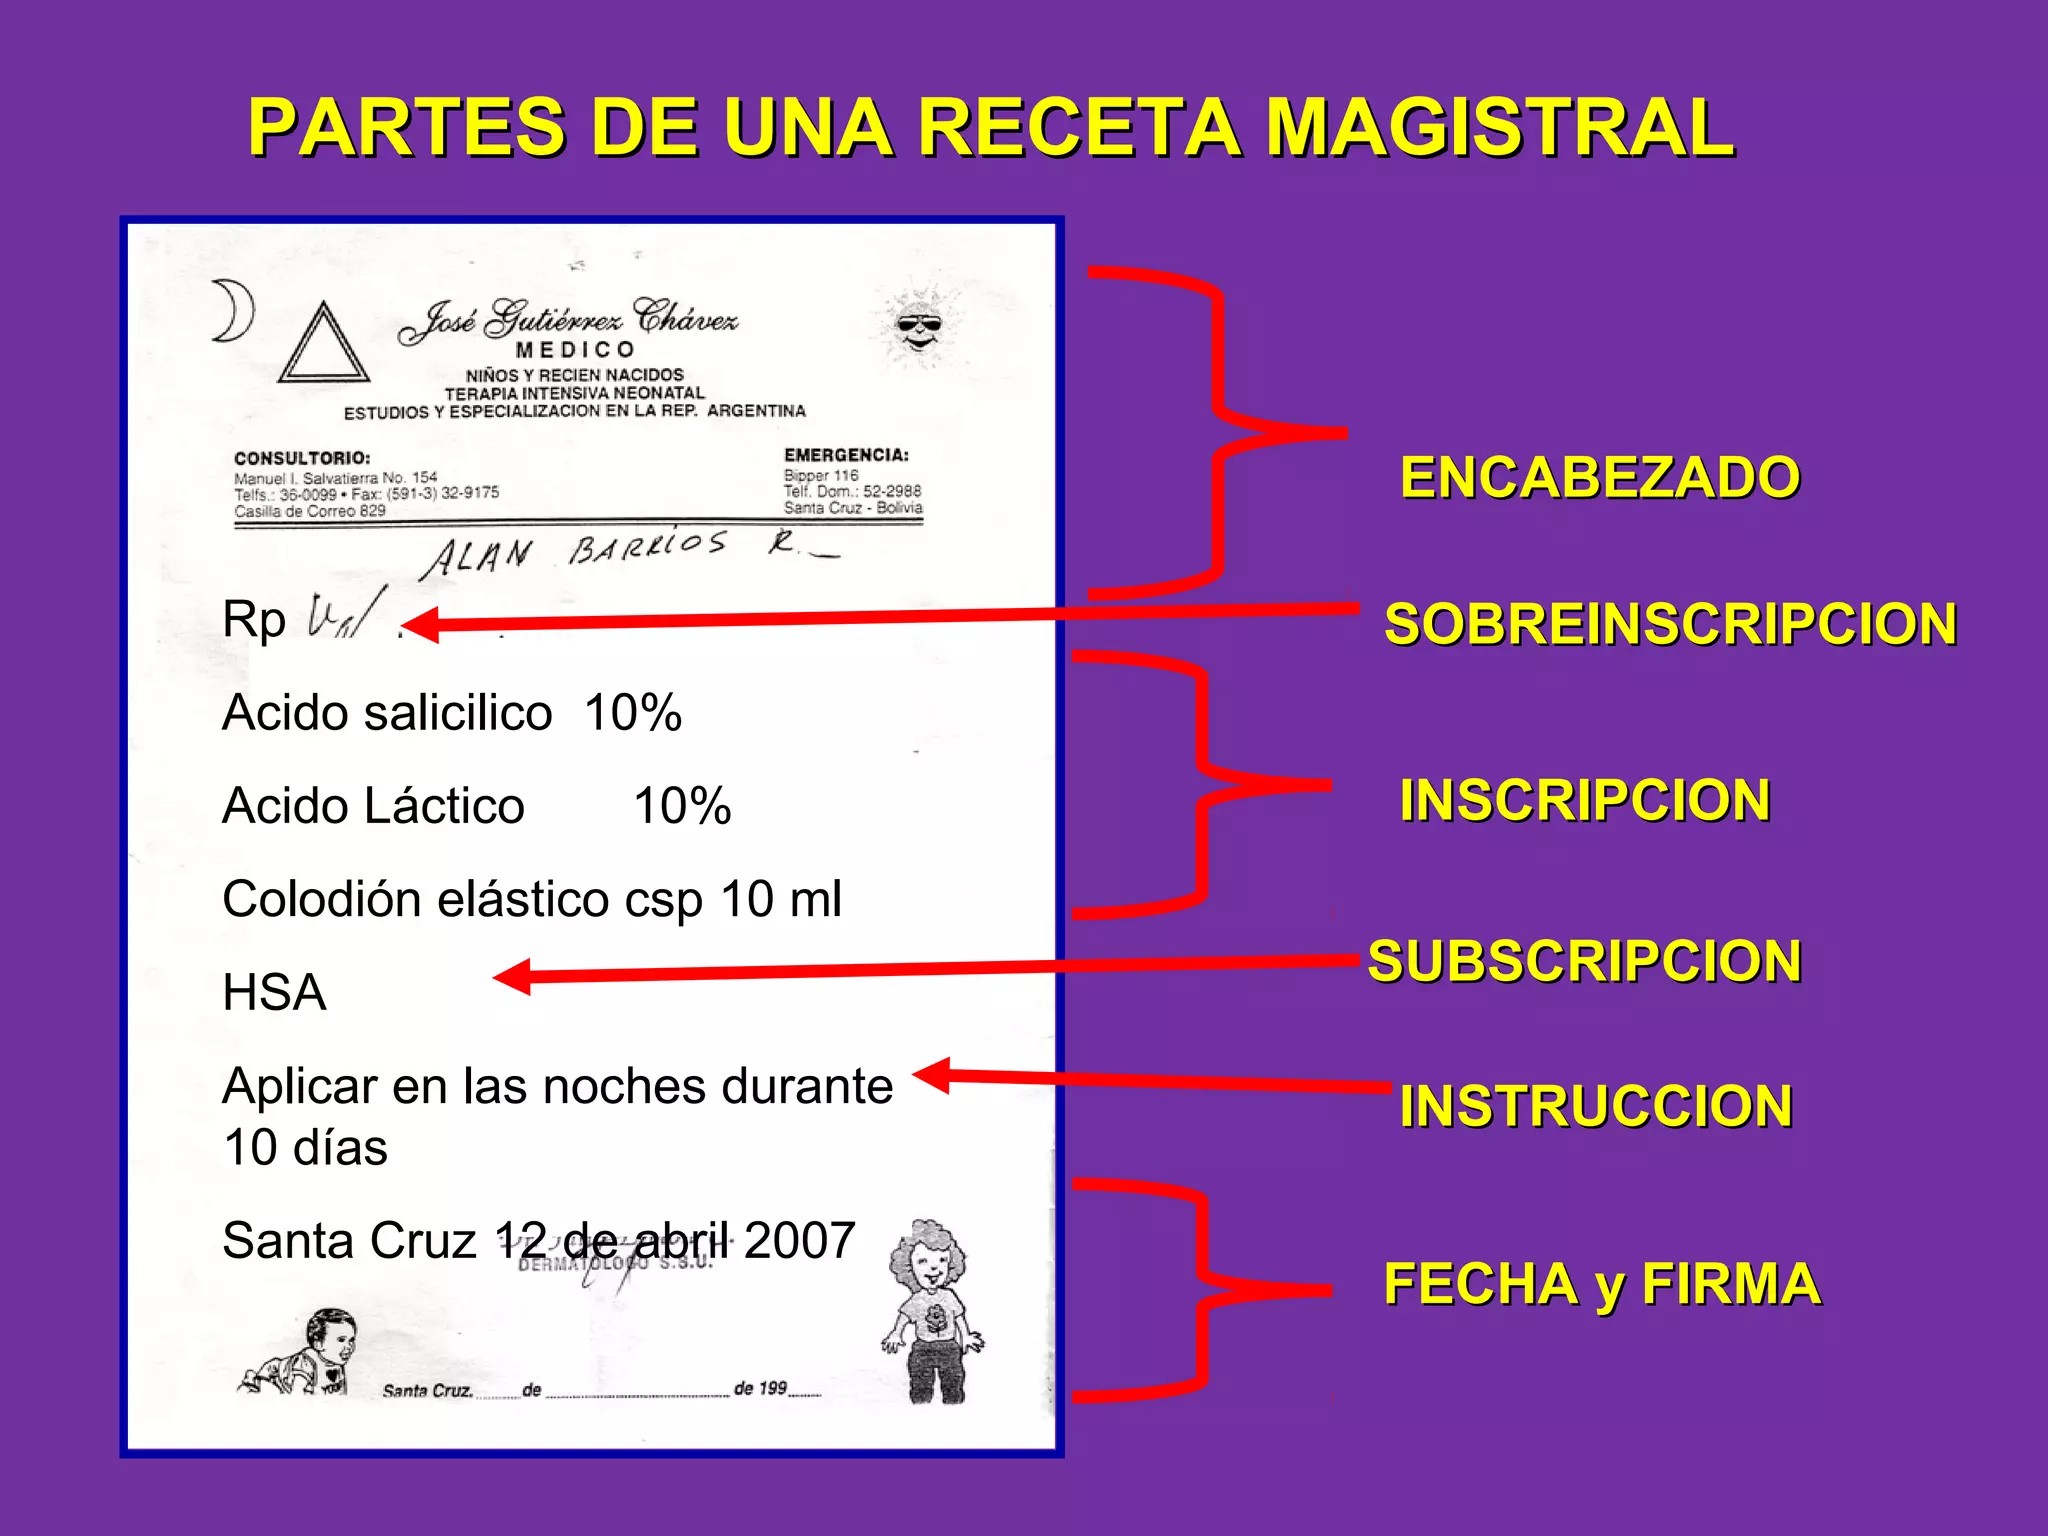 PARTES DE UNA RECETA MAGISTRAL
José Gutiérrez Chávez
MEDICO
NIÑOS Y RECIEN NACIDOS
TERAPIA INTENSIVA NEONATAL
ESTUDIOS Y ESPECIALIZACION EN LA REP. ARGENTINA
CONSULTORIO:
Manuel I. Salvatierra No. 154
Telfs.: 36-0099 • Fax: (591-3) 32-9175
Casilla de Correo 829
EMERGENCIA:
Bipper 116
Telf. Dom.: 52-2988
Santa Cruz - Bolivia
ALAN BARRIOS R.
Rp
Acido salicilico 10%
Acido Láctico 10%
Colodión elástico csp 10 ml
HSA
Aplicar en las noches durante
10 días
Santa Cruz 12 de abril 2007
DERMATOLOGO S.S.U.
Santa Cruz, ........ de ........................................ de 199......
ENCABEZADO
SOBREINSCRIPCION
INSCRIPCION
SUBSCRIPCION
INSTRUCCION
FECHA y FIRMA